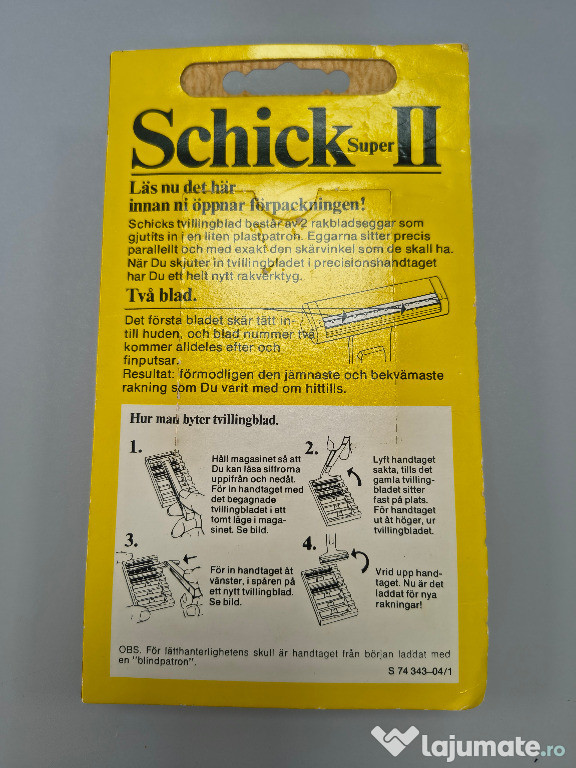 Schick Super II
Läs nu det här
innan ni öppnar förpackningen!
Schicks tvillingblad består av 2 rakbladseggar som
gjutits in i en liten plastpatron. Eggarna sitter precis
parallellt och med exakt den skärvinkel som de skall ha.
När Du skjuter in tvillingbladet i precisionshandtaget
har Du ett helt nytt rakverktyg.
Två blad.
Det första bladet skär tätt in-
till huden, och blad nummer två
kommer alldeles efter och
finputsar.
Resultat: förmodligen den jämnaste och bekvämaste
rakning som Du varit med om hittills.
Hur man byter tvillingblad.
1.
Håll magasinet så att
Du kan läsa siffrorna
uppifrån och nedåt.
För in handtaget med
det begagnade
tvillingbladet i ett
tomt läge i maga-
sinet. Se bild.
2.
Lyft handtaget
sakta, tills det
gamla tvilling-
bladet sitter
fast på plats.
För handtaget
ut åt höger, ur
tvillingbladet.
3.
För in handtaget åt
vänster, i spåren på
ett nytt tvillingblad.
Se bild.
4.
Vrid upp hand-
taget. Nu är det
laddat för nya
rakningar!
OBS. För lätthanterlighetens skull är handtaget från början laddat med
en "blindpatron".
S 74 343–04/1
lajumate.ro